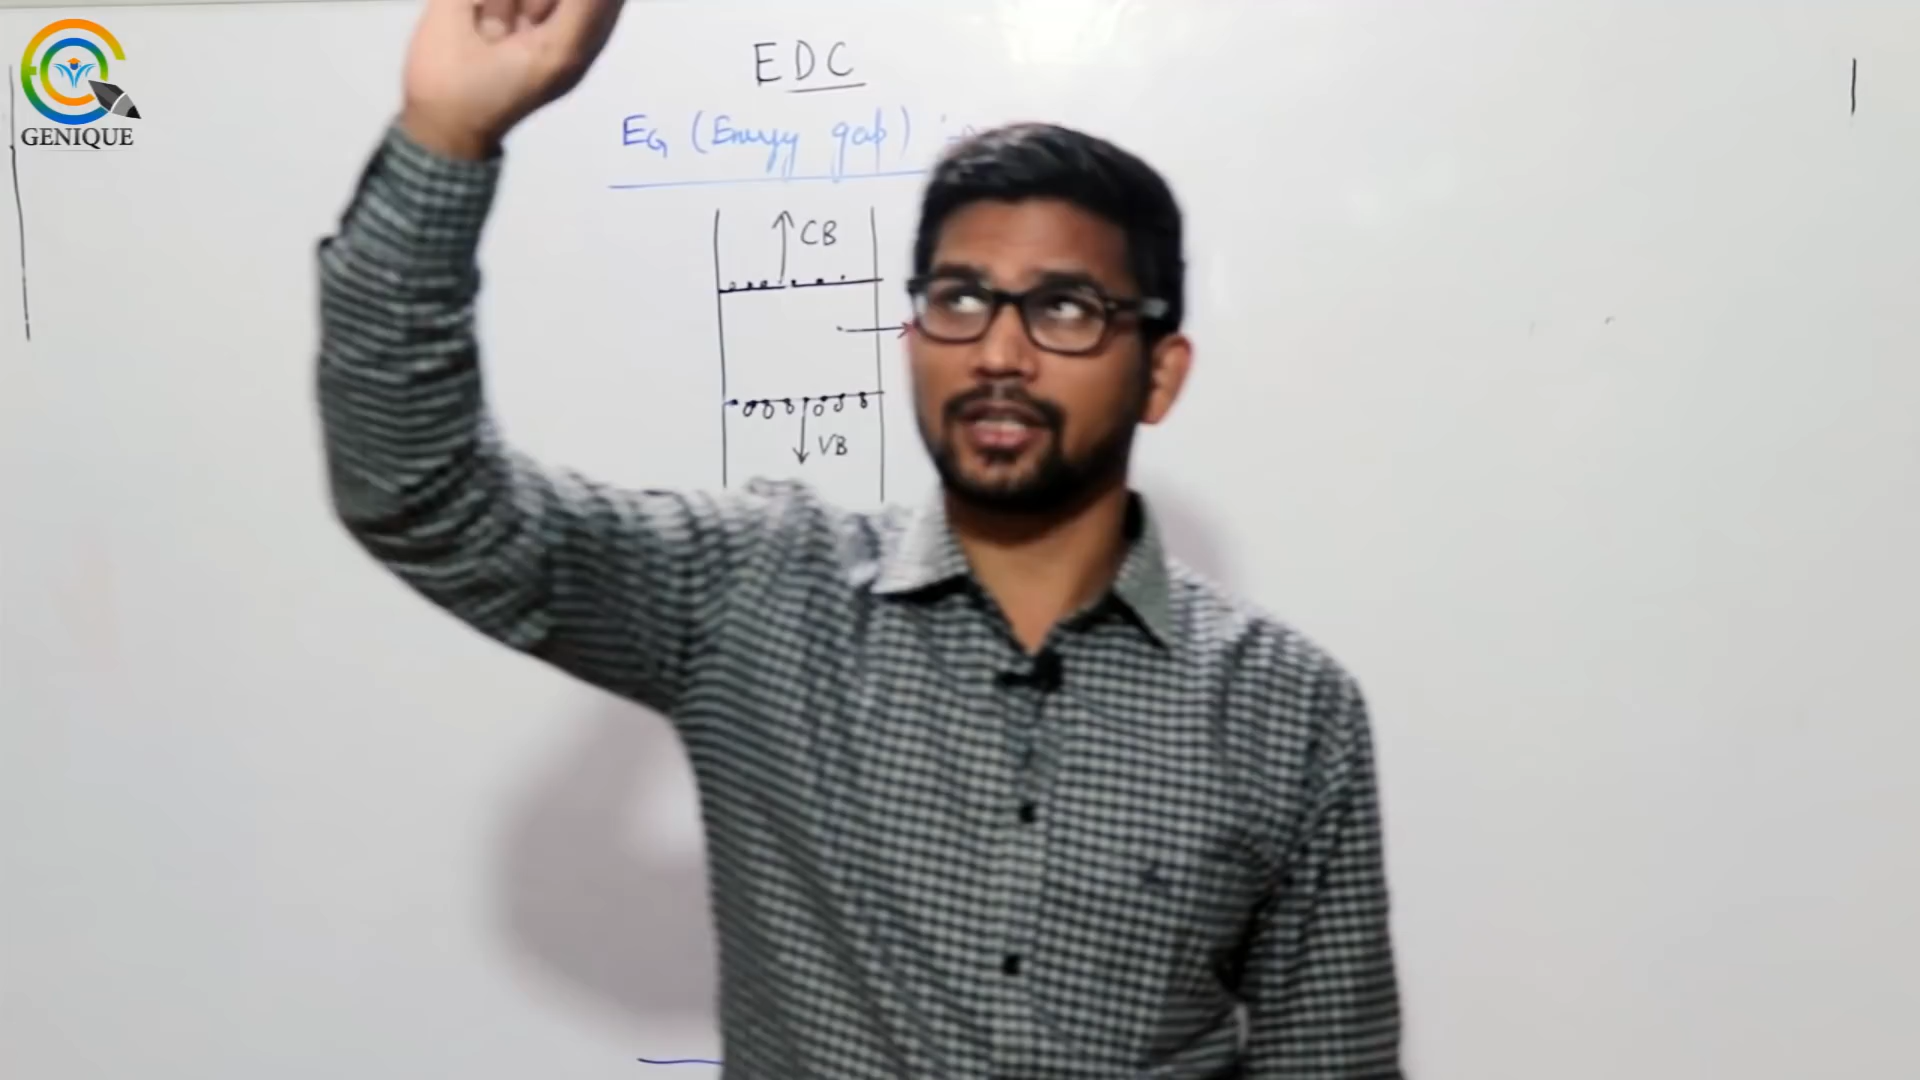 GENIQUE
EDC
EG (Energy gap) :-
CB
VB